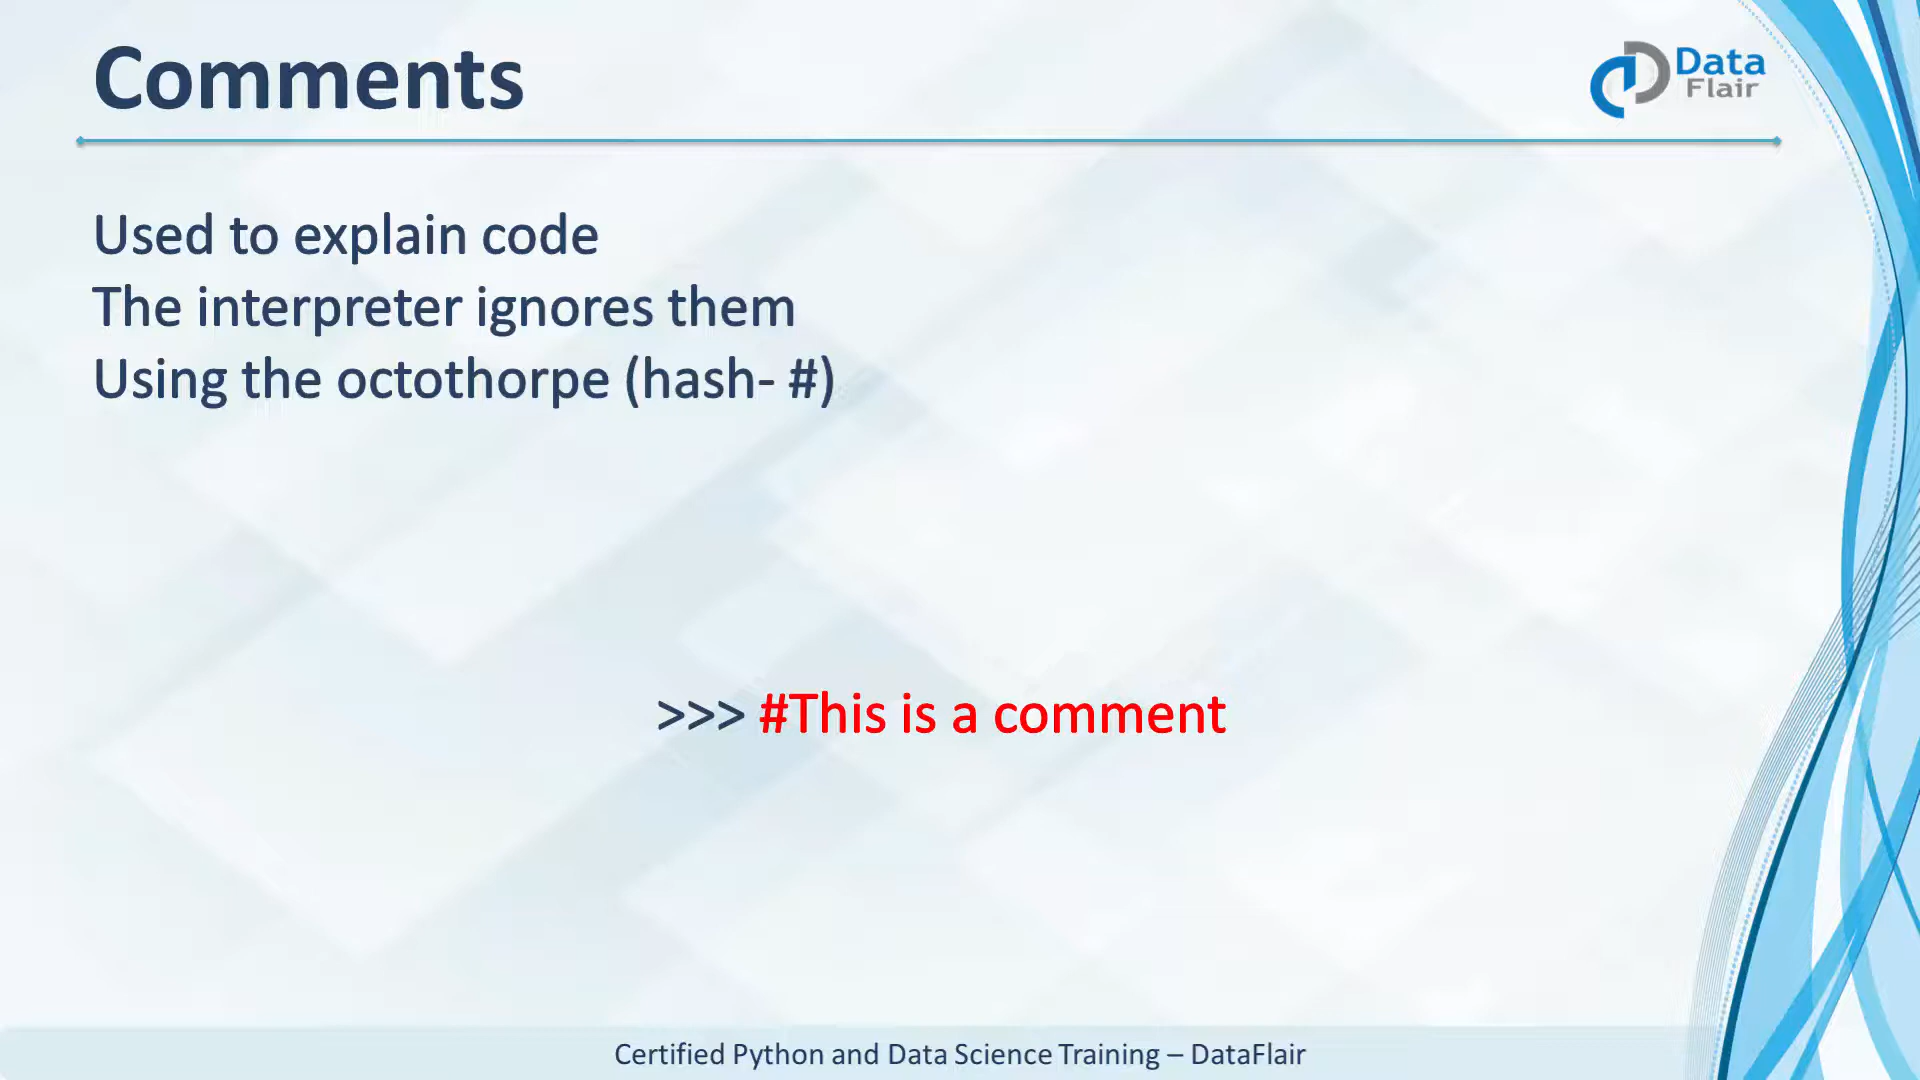 Comments
Data
Flair
Used to explain code
The interpreter ignores them
Using the octothorpe (hash- #)
>>> #This is a comment
Certified Python and Data Science Training – DataFlair